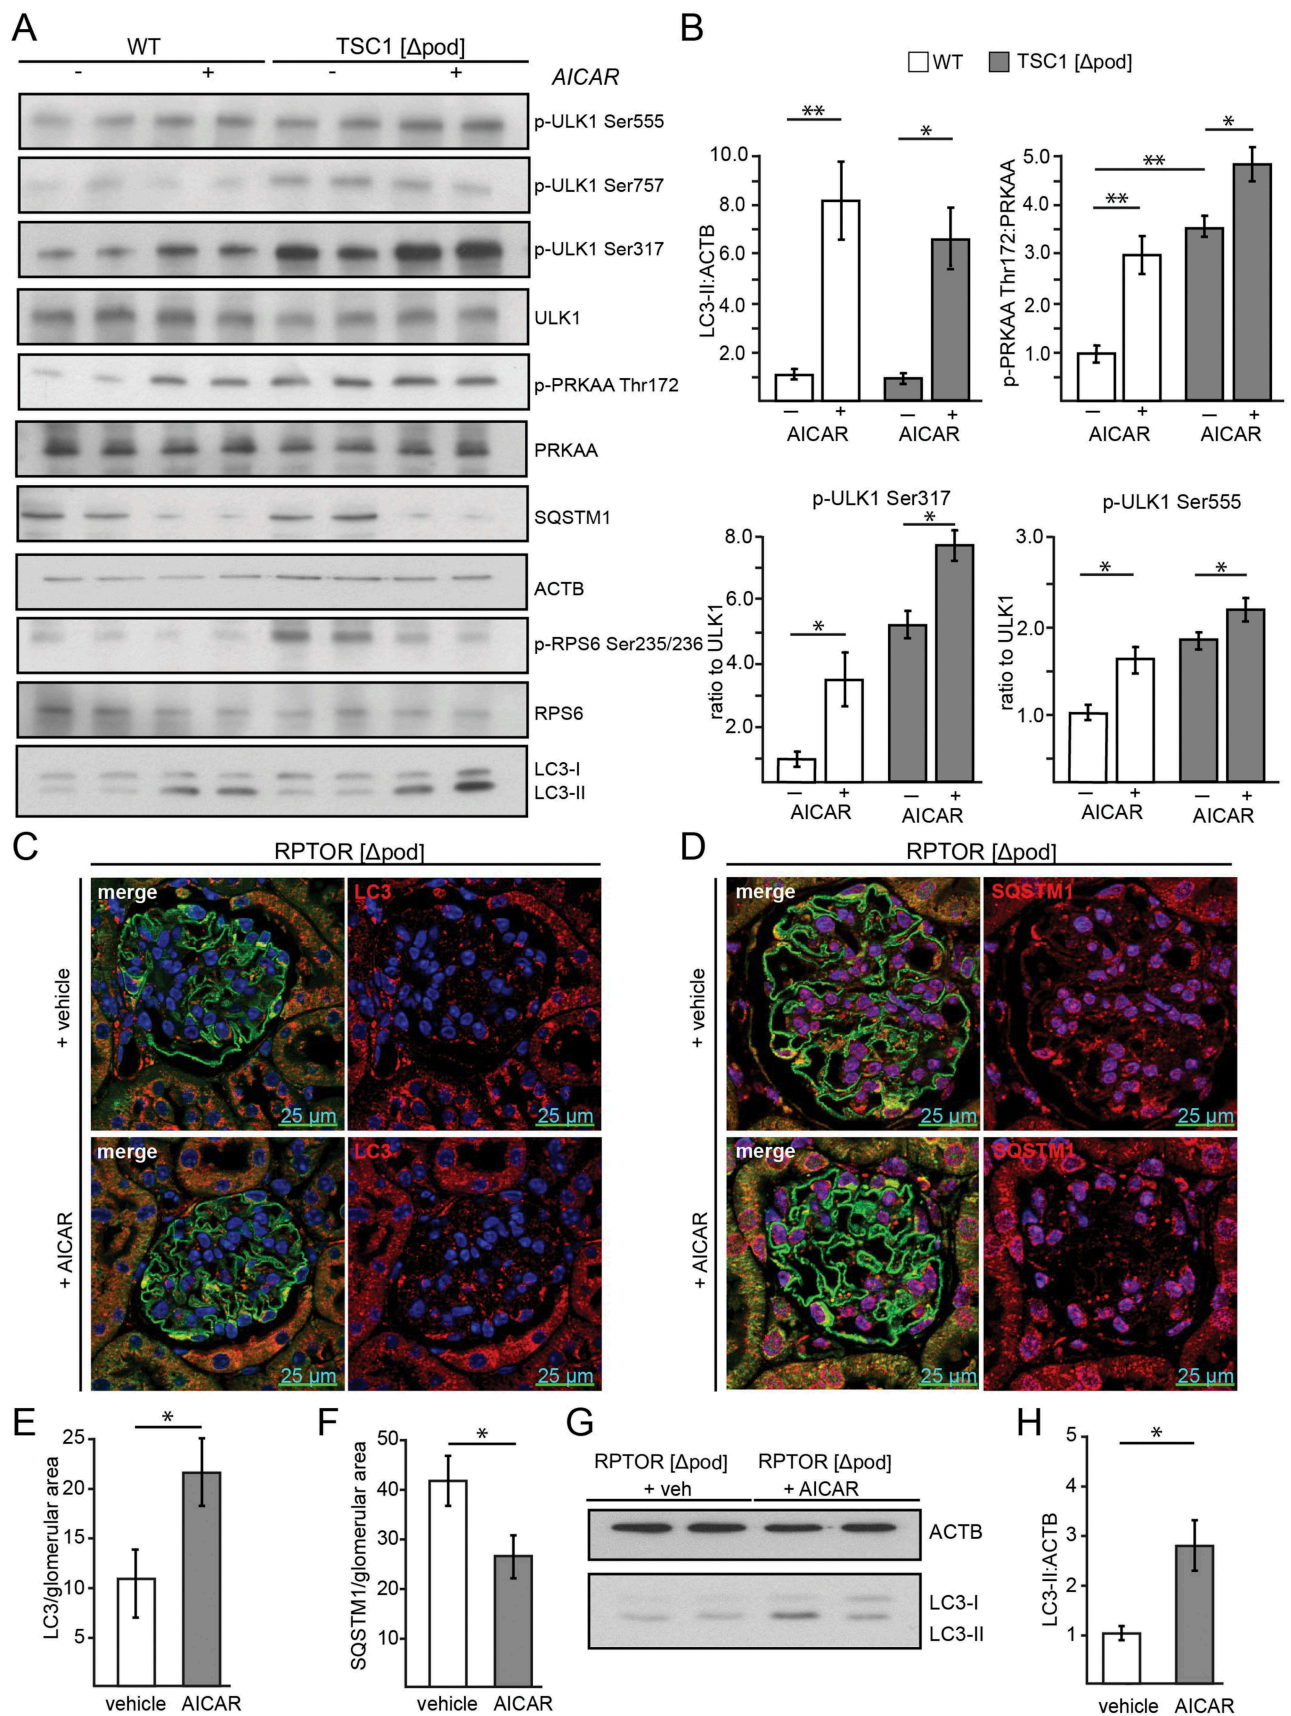 A
WT TSC1 [Δpod]
- + - + AICAR
p-ULK1 Ser555
p-ULK1 Ser757
p-ULK1 Ser317
ULK1
p-PRKAA Thr172
PRKAA
SQSTM1
ACTB
p-RPS6 Ser235/236
RPS6
LC3-I
LC3-II
B
WT TSC1 [Δpod]
** *
10.0
8.0
6.0
4.0
2.0
LC3-II:ACTB
– + – +
AICAR AICAR
** ** *
5.0
4.0
3.0
2.0
1.0
p-PRKAA Thr172:PRKAA
– + – +
AICAR AICAR
p-ULK1 Ser317
* *
8.0
6.0
4.0
2.0
ratio to ULK1
– + – +
AICAR AICAR
p-ULK1 Ser555
* *
3.0
2.0
1.0
ratio to ULK1
– + – +
AICAR AICAR
C
RPTOR [Δpod]
+ vehicle
merge LC3
25 µm 25 µm
+ AICAR
merge LC3
25 µm 25 µm
D
RPTOR [Δpod]
+ vehicle
merge SQSTM1
25 µm 25 µm
+ AICAR
merge SQSTM1
25 µm 25 µm
E
*
25
20
15
10
5
LC3/glomerular area
vehicle AICAR
F
*
50
40
30
20
10
SQSTM1/glomerular area
vehicle AICAR
G
RPTOR [Δpod] RPTOR [Δpod]
+ veh + AICAR
ACTB
LC3-I
LC3-II
H
*
5
4
3
2
1
LC3-II:ACTB
vehicle AICAR